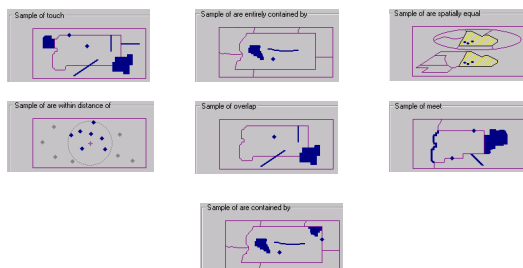 Sample of touch
Sample of are entirely contained by
Sample of are spatially equal
Sample of are within distance of
Sample of overlap
Sample of meet
Sample of are contained by